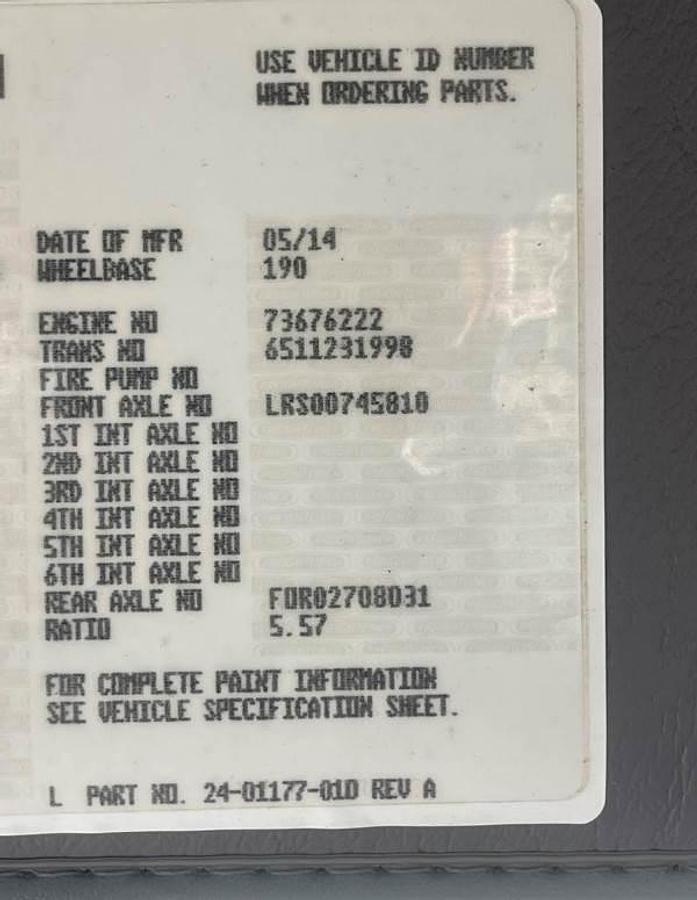 USE VEHICLE ID NUMBER
WHEN ORDERING PARTS.
DATE OF MFR 05/14
WHEELBASE 190
ENGINE NO 73676222
TRANS NO 6511231998
FIRE PUMP NO
FRONT AXLE NO LRS00745810
1ST INT AXLE NO
2ND INT AXLE NO
3RD INT AXLE NO
4TH INT AXLE NO
5TH INT AXLE NO
6TH INT AXLE NO
REAR AXLE NO FOR02708031
RATIO 5.57
FOR COMPLETE PAINT INFORMATION
SEE VEHICLE SPECIFICATION SHEET.
L PART NO. 24-01177-010 REV A